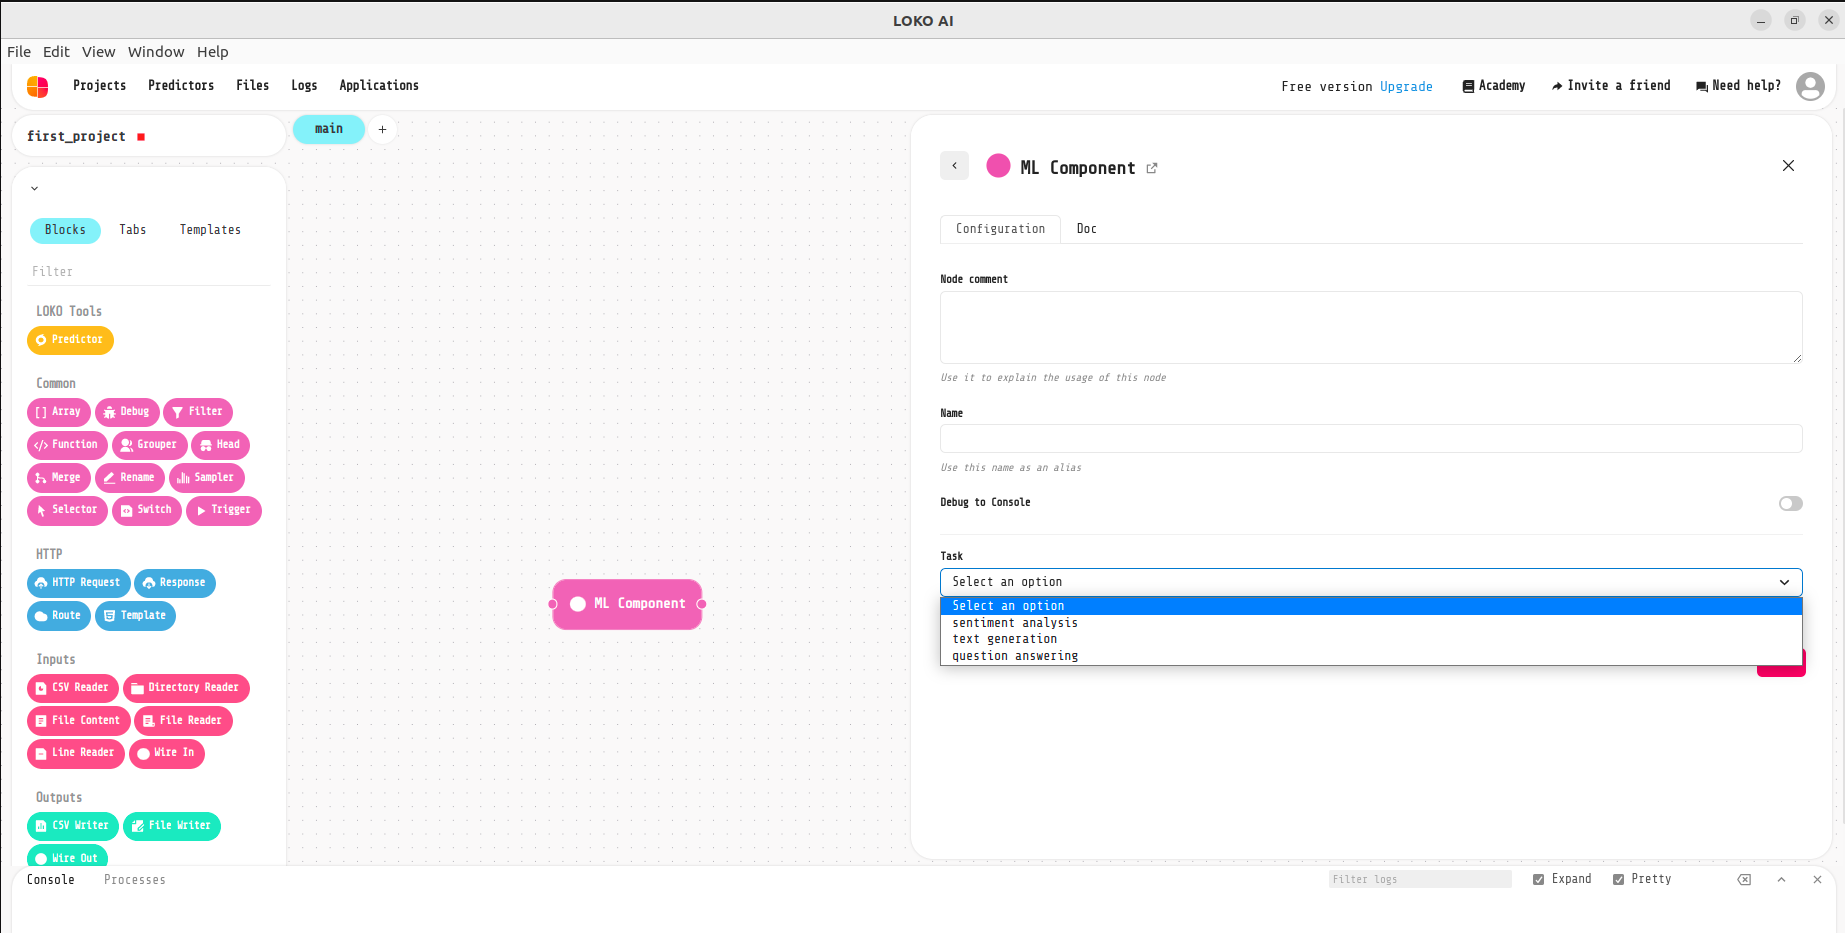 LOKO AI
File Edit View Window Help
Projects Predictors Files Logs Applications Free version Upgrade Academy Invite a friend Need help?
first_project
main +
Blocks Tabs Templates
Filter
LOKO Tools
Predictor
Common
[] Array Debug Filter
</> Function Grouper Head
Merge Rename Sampler
Selector Switch Trigger
HTTP
HTTP Request Response
Route Template
Inputs
CSV Reader Directory Reader
File Content File Reader
Line Reader Wire In
Outputs
CSV Writer File Writer
Wire Out
ML Component
ML Component
Configuration Doc
Node comment
Use it to explain the usage of this node
Name
Use this name as an alias
Debug to Console
Task
Select an option
Select an option
sentiment analysis
text generation
question answering
Console Processes Filter logs Expand Pretty